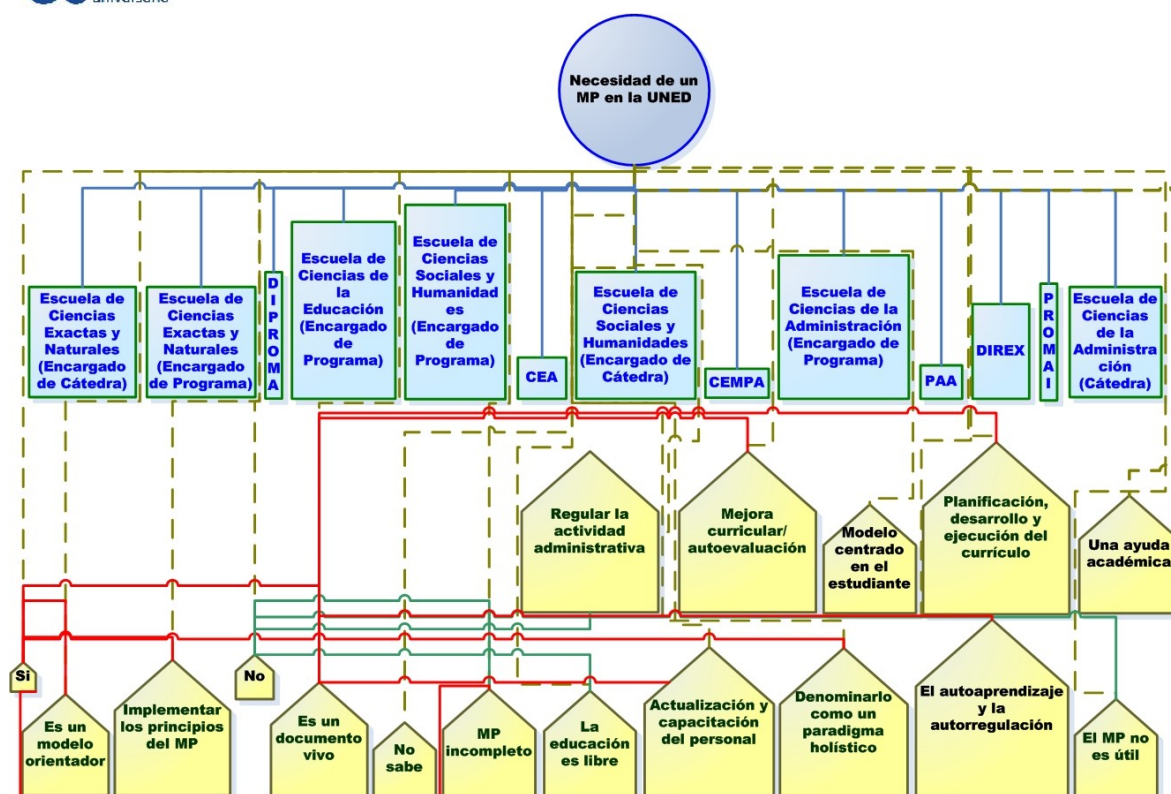 universe
Necesidad de un
MP en la UNED
Escuela de
Ciencias
Exactas y
Naturales
(Encargado
de Cátedra)
Escuela de
Ciencias
Exactas y
Naturales
(Encargado
de Programa)
DIPROMA
Escuela de
Ciencias de
la
Educación
(Encargado
de
Programa)
Escuela de
Ciencias
Sociales y
Humanidad
es
(Encargado
de
Programa)
CEA
Escuela de
Ciencias
Sociales y
Humanidades
(Encargado de
Cátedra)
CEMPA
Escuela de
Ciencias de la
Administración
(Encargado de
Programa)
PAA
DIREX
PROMAI
Escuela de
Ciencias
de la
Administra
ción
(Cátedra)
Regular la
actividad
administrativa
Mejora
curricular/
autoevaluación
Modelo
centrado
en el
estudiante
Planificación,
desarrollo y
ejecución del
currículo
Una ayuda
académica
Si
Es un
modelo
orientador
Implementar
los principios
del MP
No
Es un
documento
vivo
No
sabe
MP
incompleto
La
educación
es libre
Actualización y
capacitación
del personal
Denominarlo
como un
paradigma
holístico
El autoaprendizaje
y la
autorregulación
El MP no
es útil